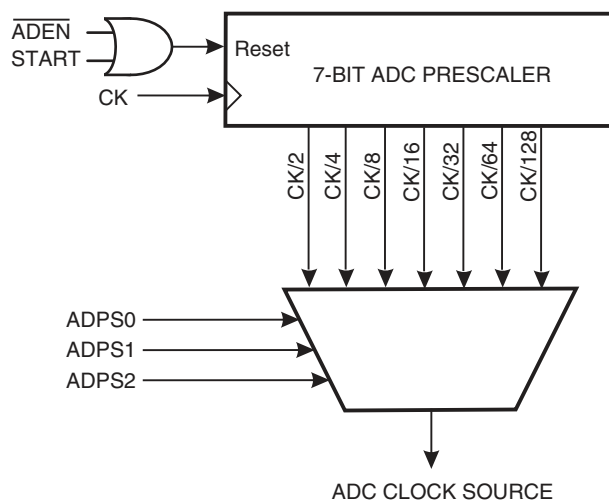 ADEN
START
Reset
7-BIT ADC PRESCALER
CK
CK/2
CK/4
CK/8
CK/16
CK/32
CK/64
CK/128
ADPS0
ADPS1
ADPS2
ADC CLOCK SOURCE